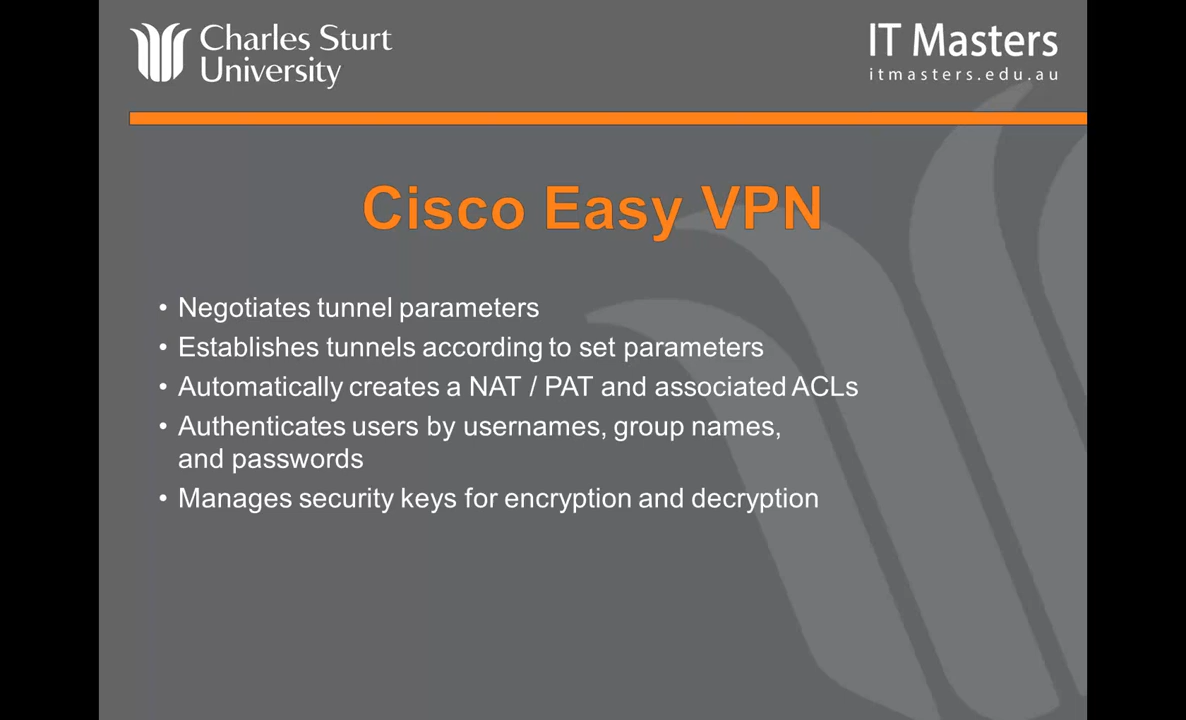 Charles Sturt
University
IT Masters
itmasters.edu.au
Cisco Easy VPN
• Negotiates tunnel parameters
• Establishes tunnels according to set parameters
• Automatically creates a NAT / PAT and associated ACLs
• Authenticates users by usernames, group names,
and passwords
• Manages security keys for encryption and decryption